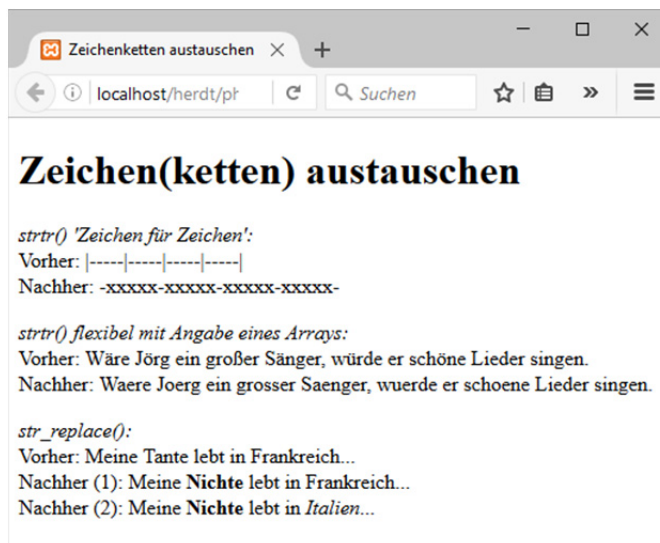 Zeichenketten austauschen
localhost/herdt/ph
Suchen
Zeichen(ketten) austauschen
strtr() 'Zeichen für Zeichen':
Vorher: |-----|-----|-----|-----|
Nachher: -xxxxx-xxxxx-xxxxx-xxxxx-
strtr() flexibel mit Angabe eines Arrays:
Vorher: Wäre Jörg ein großer Sänger, würde er schöne Lieder singen.
Nachher: Waere Joerg ein grosser Saenger, wuerde er schoene Lieder singen.
str_replace():
Vorher: Meine Tante lebt in Frankreich...
Nachher (1): Meine Nichte lebt in Frankreich...
Nachher (2): Meine Nichte lebt in Italien...